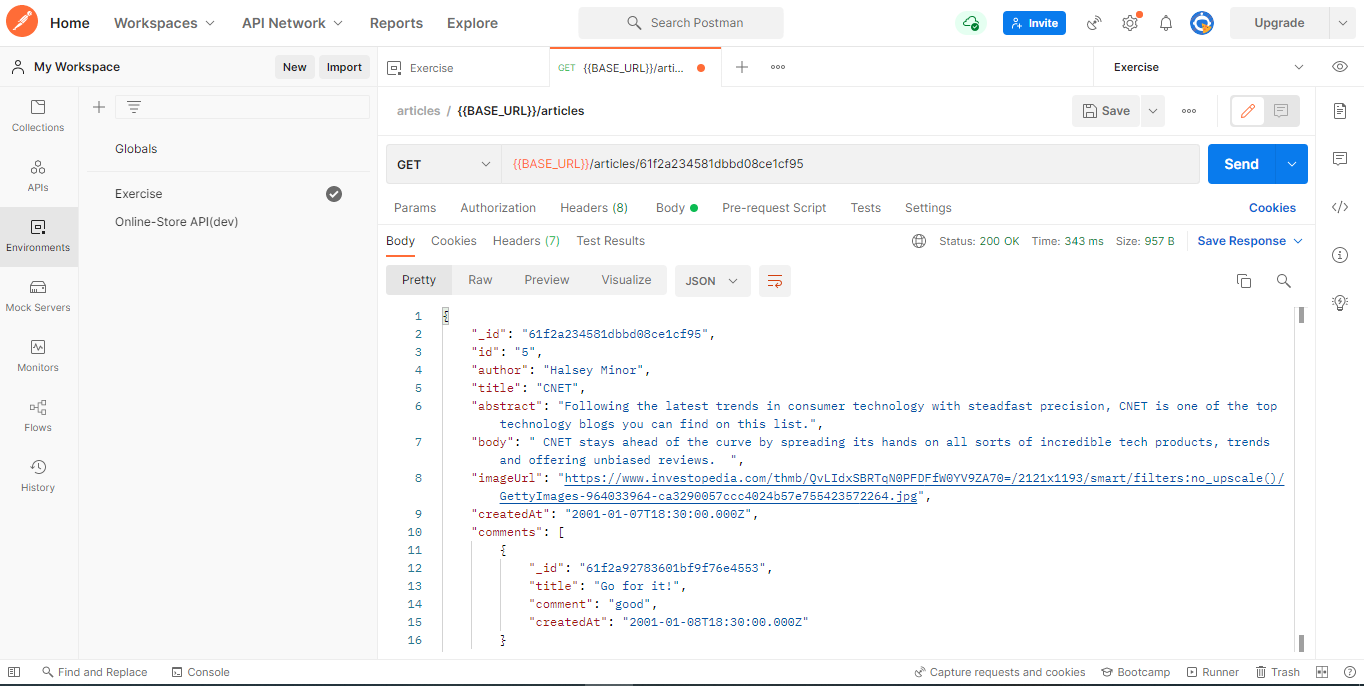 Home Workspaces API Network Reports Explore Search Postman Invite Upgrade
My Workspace New Import Exercise GET {{BASE_URL}}/arti... Exercise
Collections
APIs
Environments
Mock Servers
Monitors
Flows
History
Globals
Exercise
Online-Store API(dev)
articles / {{BASE_URL}}/articles Save
GET {{BASE_URL}}/articles/61f2a234581dbbd08ce1cf95 Send
Params Authorization Headers (8) Body Pre-request Script Tests Settings Cookies
Body Cookies Headers (7) Test Results Status: 200 OK Time: 343 ms Size: 957 B Save Response
Pretty Raw Preview Visualize JSON
1 {
2 "_id": "61f2a234581dbbd08ce1cf95",
3 "id": "5",
4 "author": "Halsey Minor",
5 "title": "CNET",
6 "abstract": "Following the latest trends in consumer technology with steadfast precision, CNET is one of the top
technology blogs you can find on this list.",
7 "body": " CNET stays ahead of the curve by spreading its hands on all sorts of incredible tech products, trends
and offering unbiased reviews.  ",
8 "imageUrl": "https://www.investopedia.com/thmb/QvLIdxSBRTqN0PFDFfW0YV9ZA70=/2121x1193/smart/filters:no_upscale()/
GettyImages-964033964-ca3290057ccc4024b57e755423572264.jpg",
9 "createdAt": "2001-01-07T18:30:00.000Z",
10 "comments": [
11 {
12 "_id": "61f2a92783601bf9f76e4553",
13 "title": "Go for it!",
14 "comment": "good",
15 "createdAt": "2001-01-08T18:30:00.000Z"
16 }
Find and Replace Console Capture requests and cookies Bootcamp Runner Trash